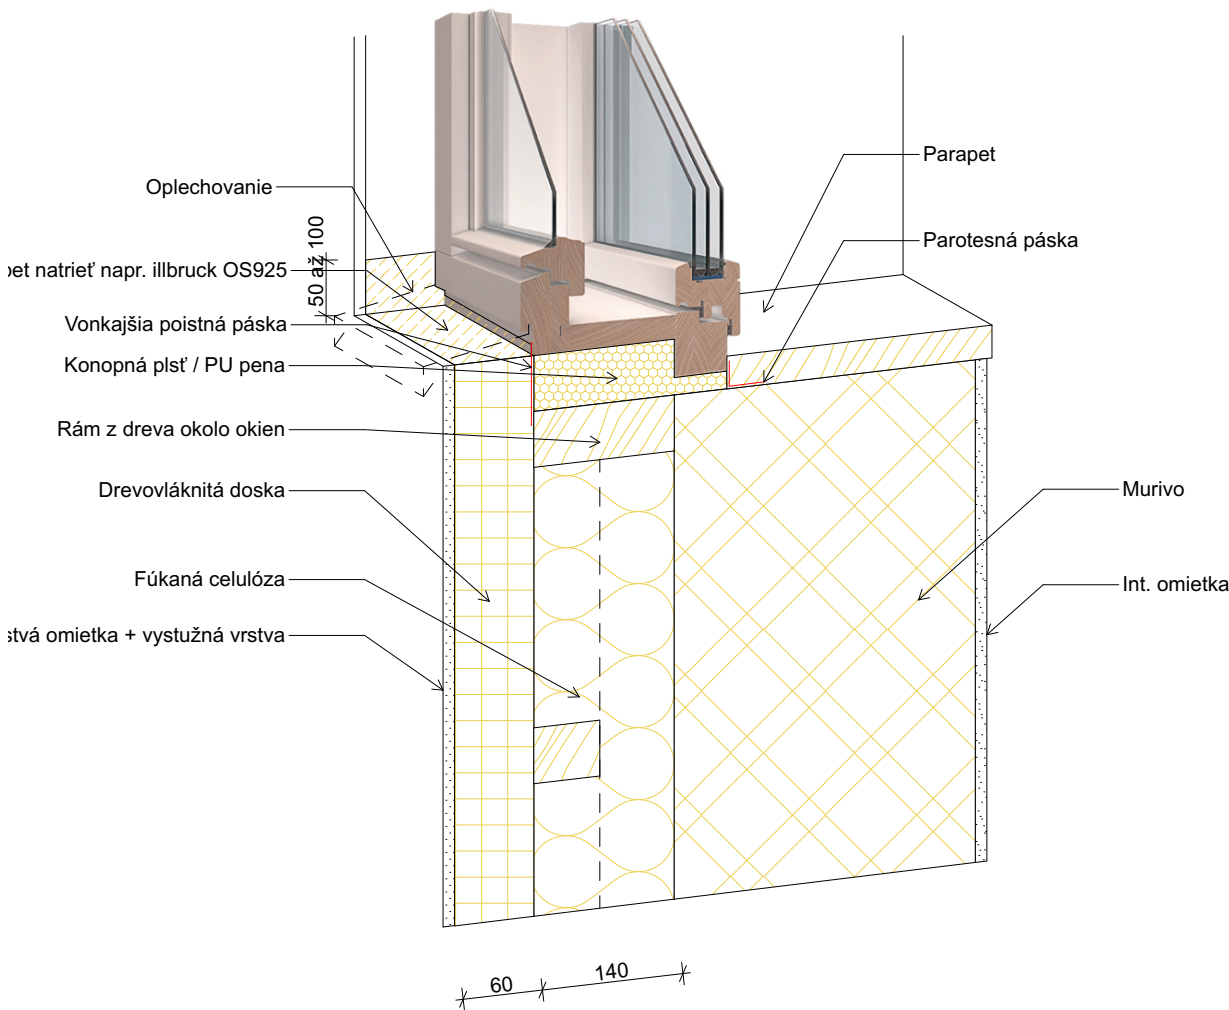 Parapet
Oplechovanie
50 až 100
Parotesná páska
pet natrieť napr. illbruck OS925
Vonkajšia poistná páska
Konopná plsť / PU pena
Rám z dreva okolo okien
Drevovláknitá doska
Murivo
Fúkaná celulóza
Int. omietka
stvá omietka + vystužná vrstva
60
140